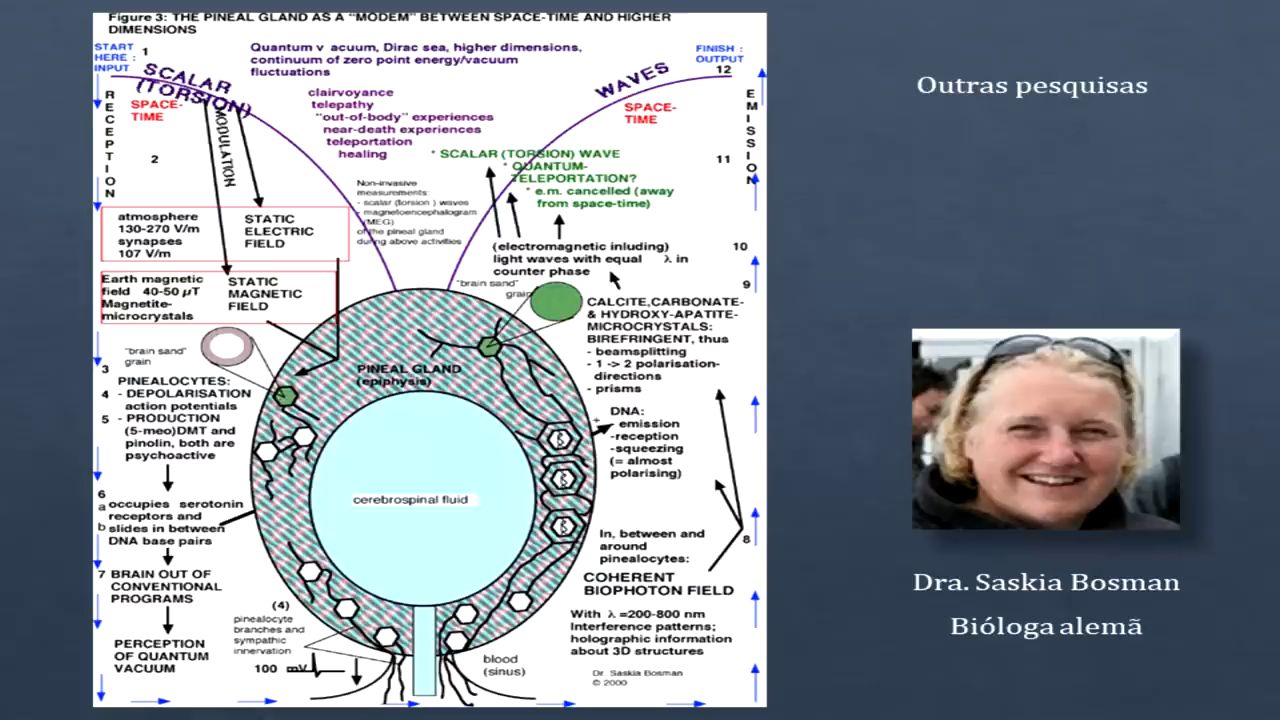 Figure 3: THE PINEAL GLAND AS A "MODEM" BETWEEN SPACE-TIME AND HIGHER
DIMENSIONS
START
HERE :
INPUT
1
Quantum v acuum, Dirac sea, higher dimensions,
continuum of zero point energy/vacuum
fluctuations
FINISH :
OUTPUT
12
SCALAR
(TORSION)
WAVES
RECEPTION
SPACE-
TIME
MODULATION
2
clairvoyance
telepathy
"out-of-body" experiences
near-death experiences
teleportation
healing
SPACE-
TIME
EMISSION
11
* SCALAR (TORSION) WAVE
* QUANTUM-
TELEPORTATION?
* e.m. cancelled (away
from space-time)
Non-invasive
measurements:
- scalar (torsion ) waves
- magnetoencephalogram
(MEG)
of the pineal gland
during above activities
atmosphere
130-270 V/m
synapses
107 V/m
STATIC
ELECTRIC
FIELD
Earth magnetic
field 40-50 µT
Magnetite-
microcrystals
STATIC
MAGNETIC
FIELD
(electromagnetic inluding)
light waves with equal λ in
counter phase
10
9
"brain sand"
grain
CALCITE,CARBONATE-
& HYDROXY-APATITE-
MICROCRYSTALS:
BIREFRINGENT, thus
- beamsplitting
- 1 -> 2 polarisation-
directions
- prisms
"brain sand"
grain
3
PINEAL GLAND
(epiphysis)
PINEALOCYTES:
4 - DEPOLARISATION
action potentials
5 - PRODUCTION
(5-meo)DMT and
pinolin, both are
psychoactive
+
DNA:
emission
-reception
-squeezing
(= almost
polarising)
cerebrospinal fluid
6
a occupies serotonin
receptors and
b slides in between
DNA base pairs
In, between and
around
pinealocytes:
8
COHERENT
BIOPHOTON FIELD
7 BRAIN OUT OF
CONVENTIONAL
PROGRAMS
PERCEPTION
OF QUANTUM
VACUUM
(4)
pinealocyte
branches and
sympathic
innervation
100 mV
blood
(sinus)
With λ =200-800 nm
Interference patterns;
holographic information
about 3D structures
Dr. Saskia Bosman
© 2000
Outras pesquisas
Dra. Saskia Bosman
Bióloga alemã